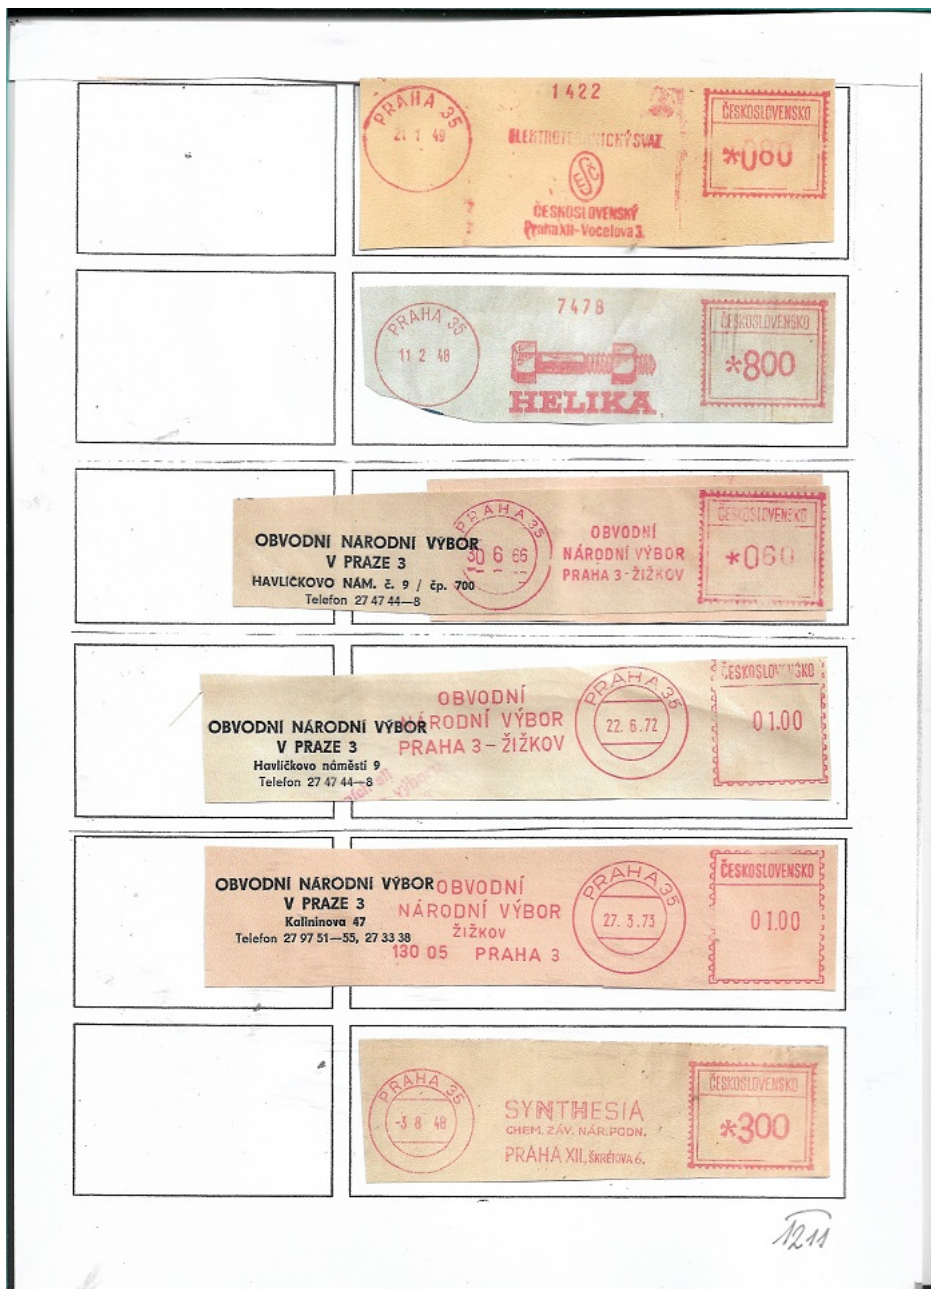 1422
PRAHA 35
21 1 49
ELEKTROTECHNICKÝ SVAZ
ESČ
ČESKOSLOVENSKÝ
Praha XII-Vocelova 3.
ČESKOSLOVENSKO
*080
7478
PRAHA 35
11 2 48
HELIKA
ČESKOSLOVENSKO
*800
OBVODNÍ NÁRODNÍ VÝBOR
V PRAZE 3
HAVLÍČKOVO NÁM. č. 9 / čp. 700
Telefon 27 47 44—8
PRAHA 35
30 6 66
OBVODNÍ
NÁRODNÍ VÝBOR
PRAHA 3-ŽIŽKOV
ČESKOSLOVENSKO
*060
OBVODNÍ NÁRODNÍ VÝBOR
V PRAZE 3
Havlíčkovo náměstí 9
Telefon 27 47 44—8
OBVODNÍ
NÁRODNÍ VÝBOR
PRAHA 3 – ŽIŽKOV
PRAHA 35
22. 6. 72
ČESKOSLOVENSKO
01.00
OBVODNÍ NÁRODNÍ VÝBOR
V PRAZE 3
Kalininova 47
Telefon 27 97 51—55, 27 33 38
OBVODNÍ
NÁRODNÍ VÝBOR
ŽIŽKOV
130 05 PRAHA 3
PRAHA 35
27. 3. 73
ČESKOSLOVENSKO
01.00
PRAHA 35
-3 8 48
SYNTHESIA
CHEM. ZÁV. NÁR. PODN.
PRAHA XII, ŠKRÉTOVA 6.
ČESKOSLOVENSKO
*300
1211